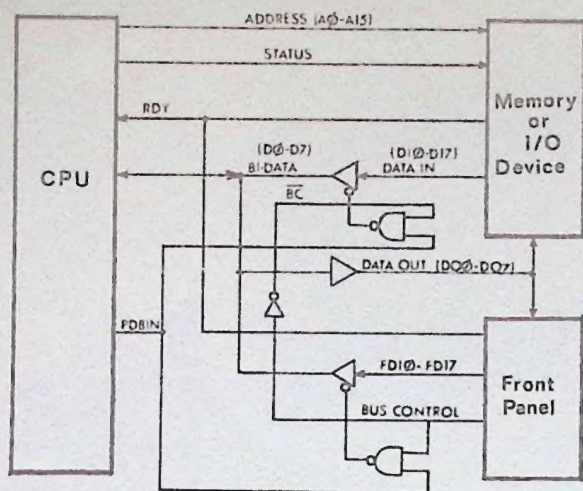 ADDRESS (AØ-A15)
STATUS
RDY
CPU
Memory
or
I/O
Device
(DØ-D7)
BI-DATA
(DIØ-DI7)
DATA IN
BC
DATA OUT (DOØ-DO7)
PDBIN
FDIØ-FDI7
BUS CONTROL
Front
Panel